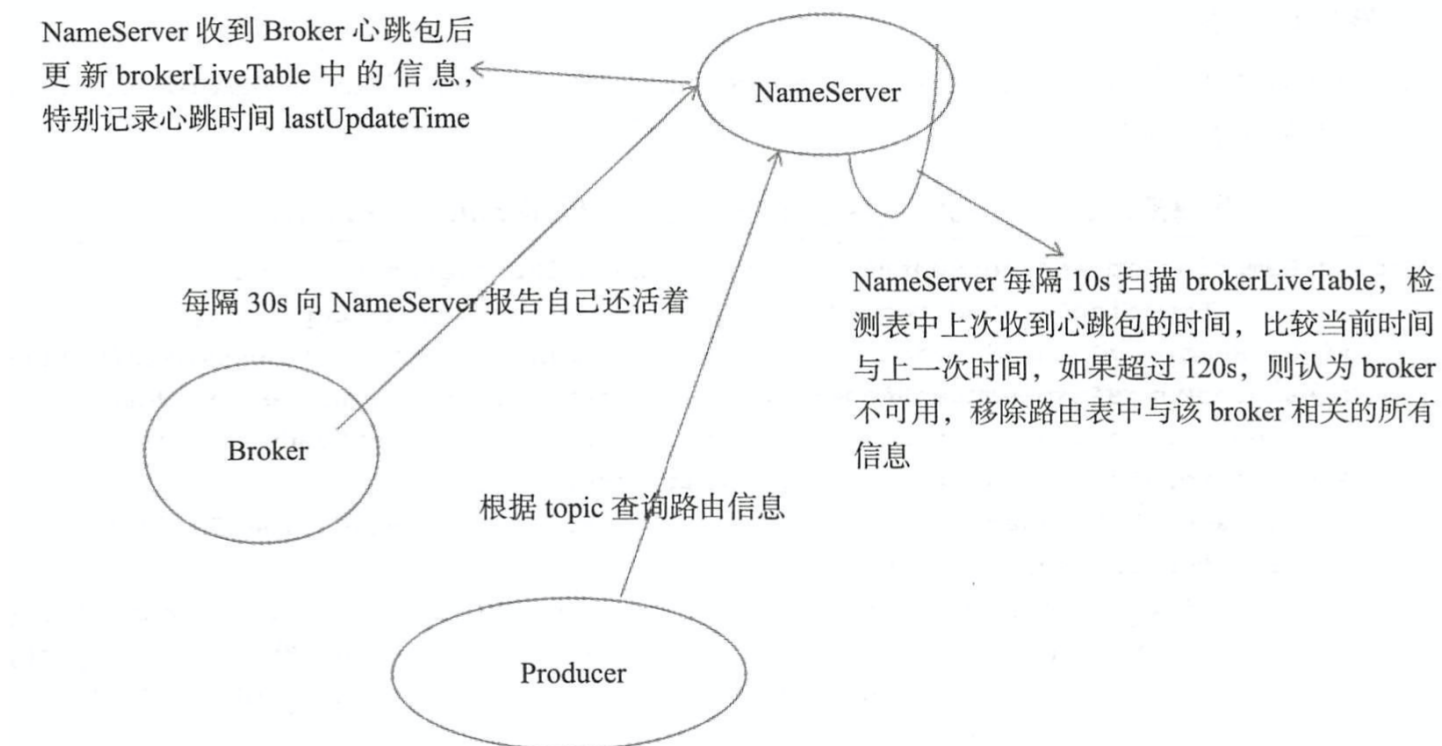 NameServer 收到 Broker 心跳包后
更 新 brokerLiveTable 中 的 信 息,
特别记录心跳时间 lastUpdateTime
NameServer
每隔 30s 向 NameServer 报告自己还活着
NameServer 每隔 10s 扫描 brokerLiveTable，检
测表中上次收到心跳包的时间，比较当前时间
与上一次时间，如果超过 120s，则认为 broker
不可用，移除路由表中与该 broker 相关的所有
信息
Broker
根据 topic 查询路由信息
Producer